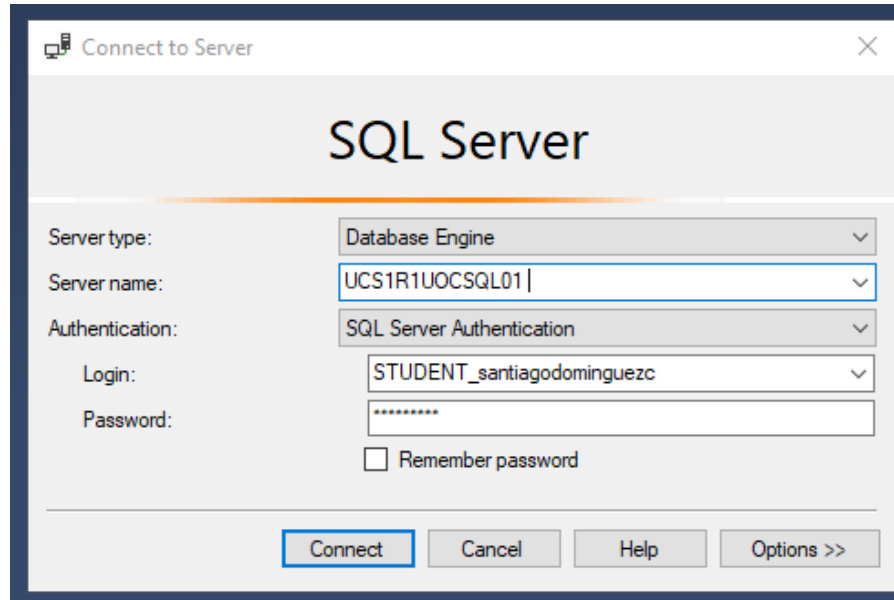 Connect to Server
SQL Server
Server type: Database Engine
Server name: UCS1R1UOCSQL01
Authentication: SQL Server Authentication
Login: STUDENT_santiagodominguezc
Password: *********
Remember password
Connect Cancel Help Options >>